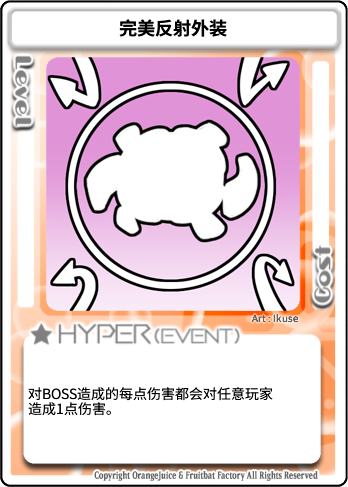 完美反射外装
Level
Cost
Art : Ikuse
HYPER(EVENT)
对BOSS造成的每点伤害都会对任意玩家
造成1点伤害。
Copyright OrangeJuice & Fruitbat Factory All Rights Reserved